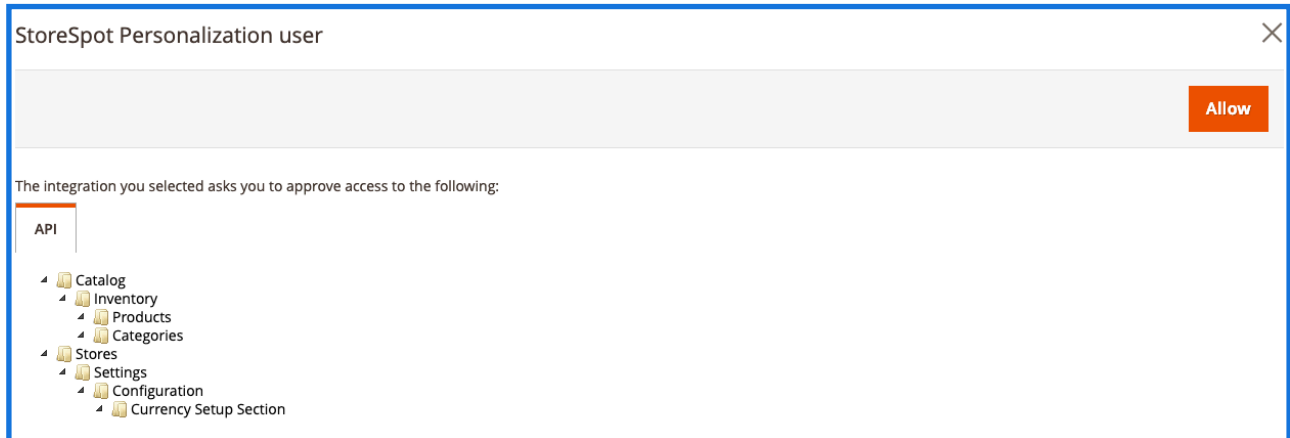 StoreSpot Personalization user
Allow
The integration you selected asks you to approve access to the following:
API
Catalog
Inventory
Products
Categories
Stores
Settings
Configuration
Currency Setup Section